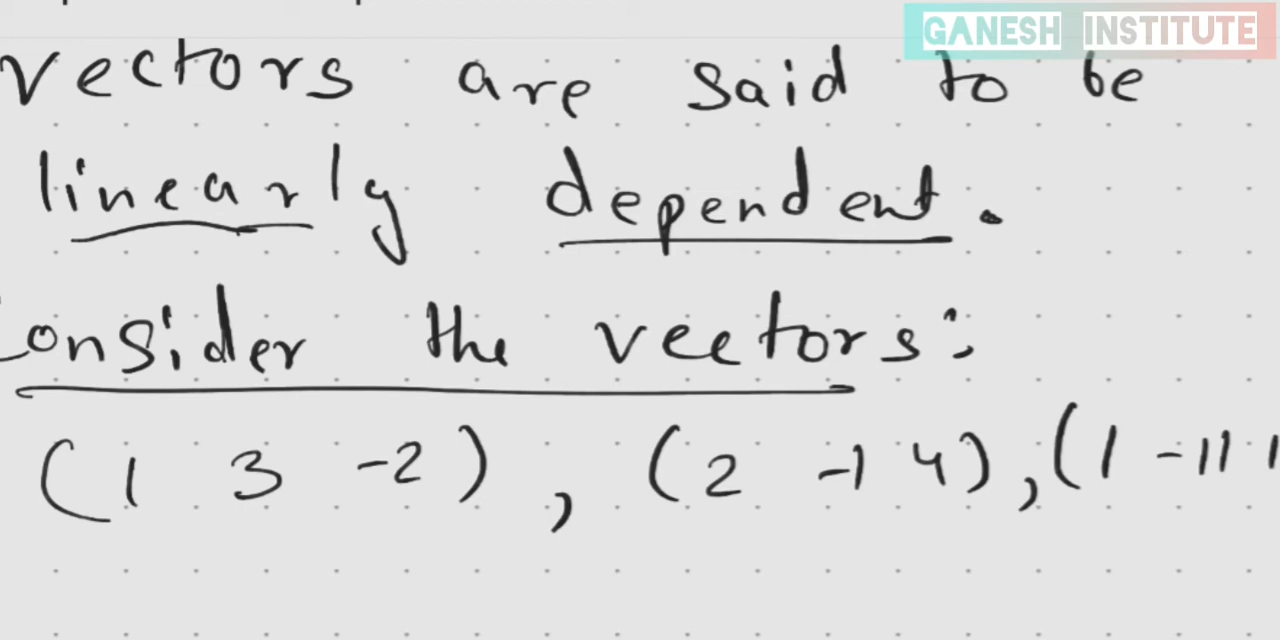 GANESH INSTITUTE
vectors are said to be
linearly dependent.
onsider the vectors:
(1 3 -2), (2 -1 4), (1 -11